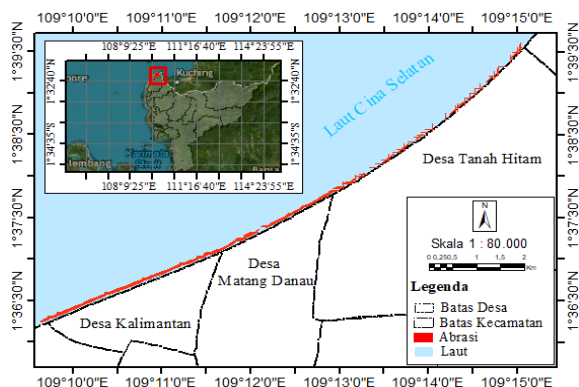 109°10'0"E 109°11'0"E 109°12'0"E 109°13'0"E 109°14'0"E 109°15'0"E
108°9'25"E 111°16'40"E 114°23'55"E
Kuching
1°32'40"N
1°32'40"N
1°34'35"S
1°34'35"S
Karimata
Strait
lembang
108°9'25"E 111°16'40"E 114°23'55"E
1°39'30"N
1°38'30"N
1°37'30"N
1°36'30"N
1°39'30"N
1°38'30"N
1°37'30"N
1°36'30"N
Laut Cina Selatan
Desa Tanah Hitam
Desa
Matang Danau
Desa Kalimantan
N
Skala 1 : 80.000
0 0,250,5 1 1,5 2
Km
Legenda
Batas Desa
Batas Kecamatan
Abrasi
Laut
109°10'0"E 109°11'0"E 109°12'0"E 109°13'0"E 109°14'0"E 109°15'0"E